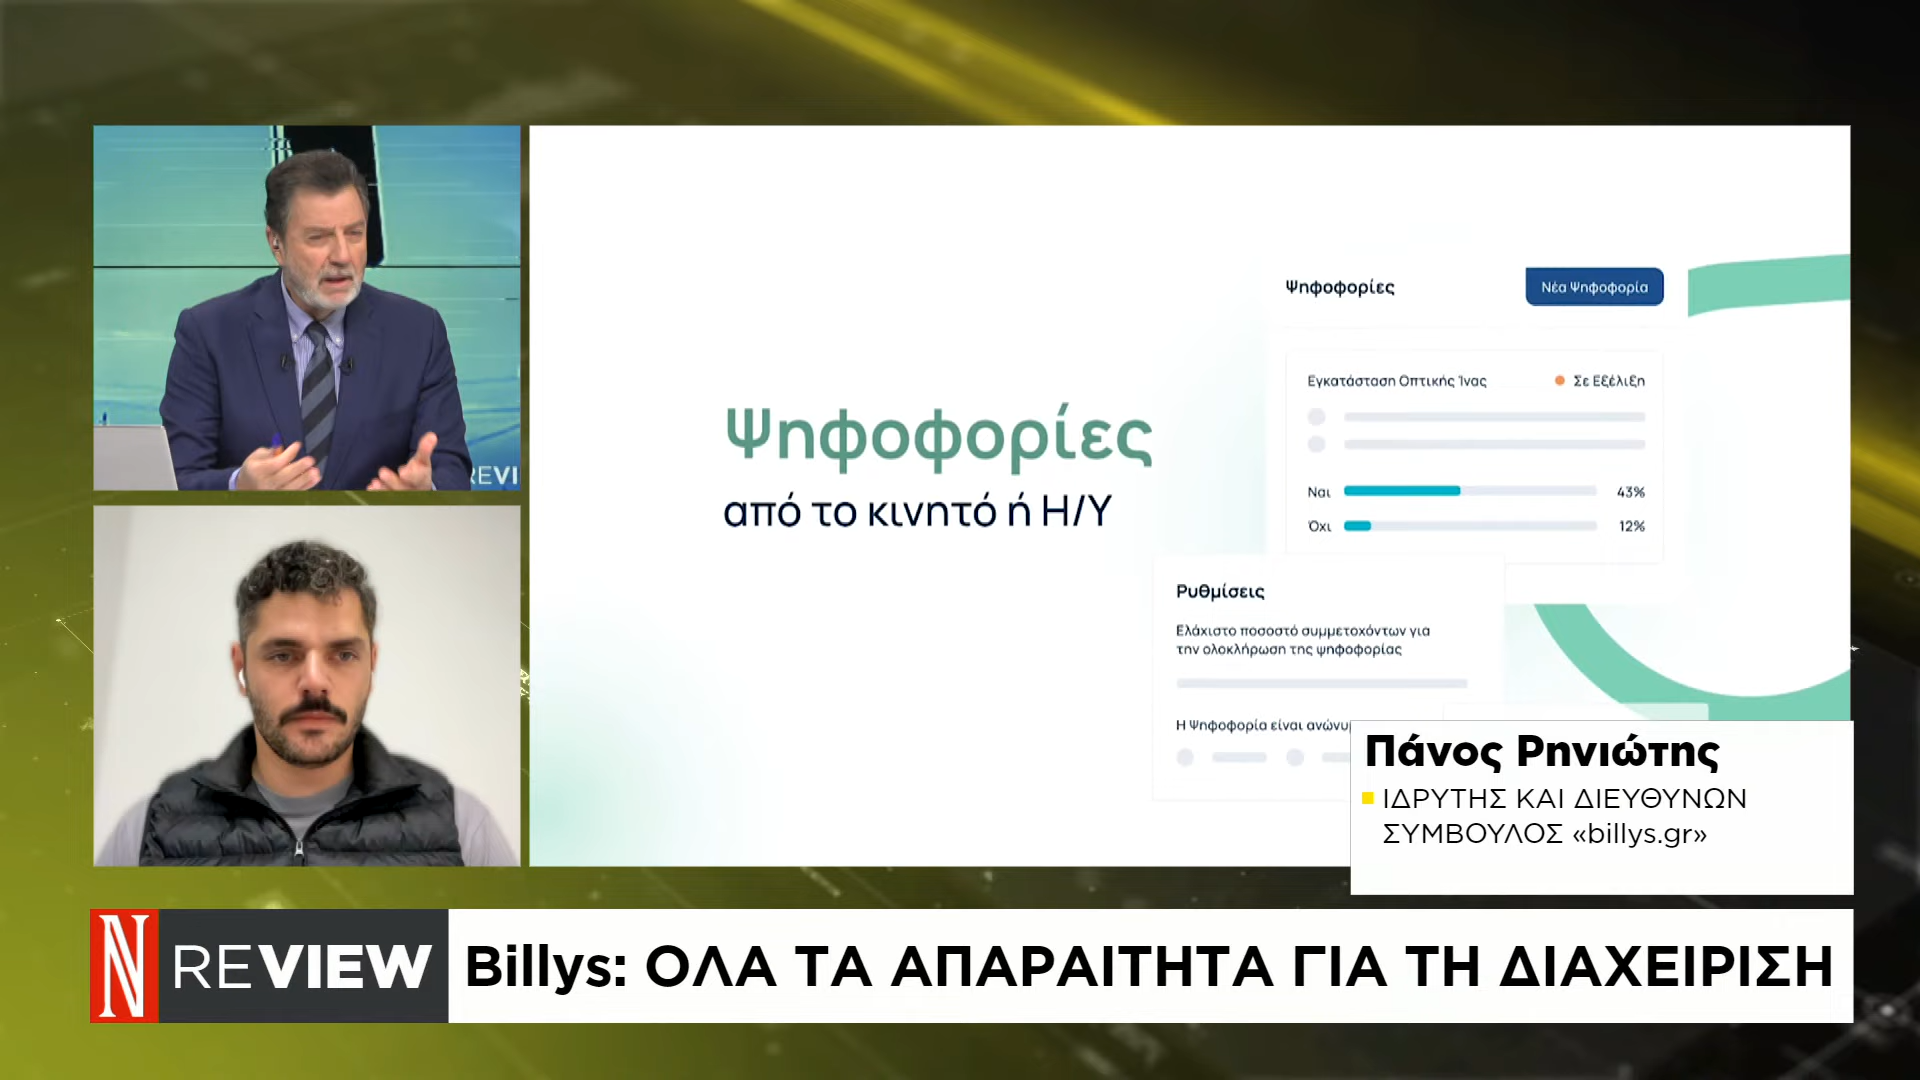 REVI
Ψηφοφορίες
από το κινητό ή Η/Υ
Ψηφοφορίες
Νέα Ψηφοφορία
Εγκατάσταση Οπτικής Ίνας
Σε Εξέλιξη
Ναι
43%
Όχι
12%
Ρυθμίσεις
Ελάχιστο ποσοστό συμμετοχόντων για
την ολοκλήρωση της ψηφοφορίας
Η Ψηφοφορία είναι
Πάνος Ρηνιώτης
ΙΔΡΥΤΗΣ ΚΑΙ ΔΙΕΥΘΥΝΩΝ
ΣΥΜΒΟΥΛΟΣ «billys.gr»
N REVIEW
Billys: ΟΛΑ ΤΑ ΑΠΑΡΑΙΤΗΤΑ ΓΙΑ ΤΗ ΔΙΑΧΕΙΡΙΣΗ